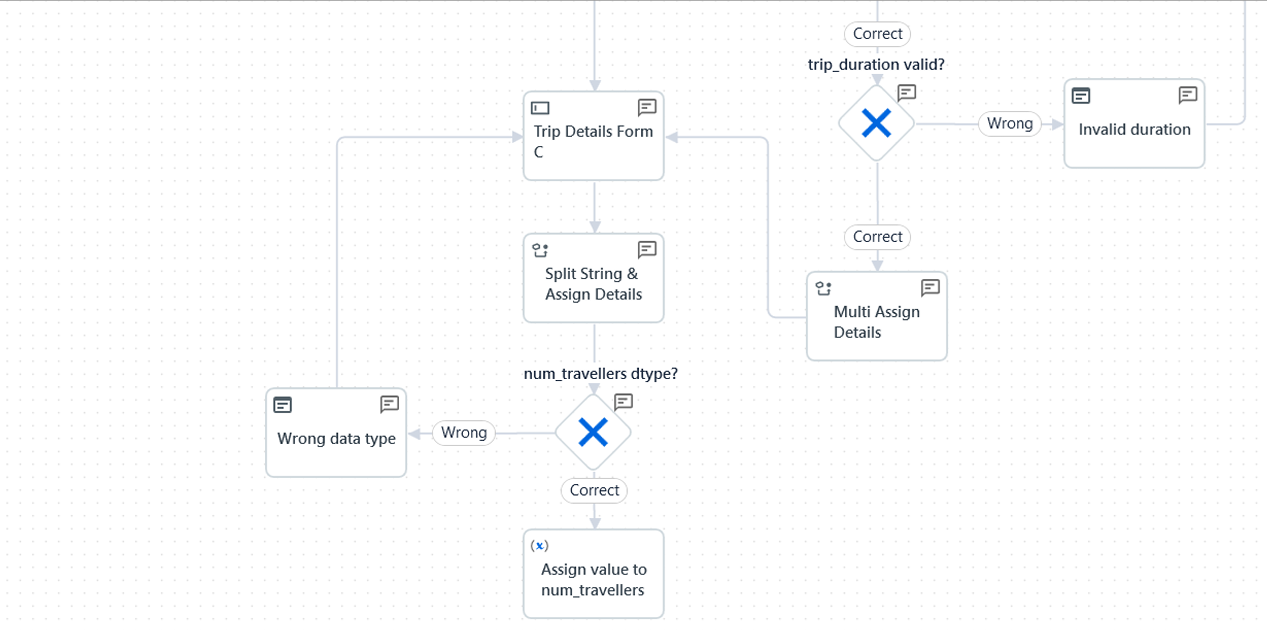 Correct
trip_duration valid?
Wrong
Invalid duration
Trip Details Form
C
Correct
Split String &
Assign Details
Multi Assign
Details
num_travellers dtype?
Wrong data type
Wrong
Correct
(x)
Assign value to
num_travellers